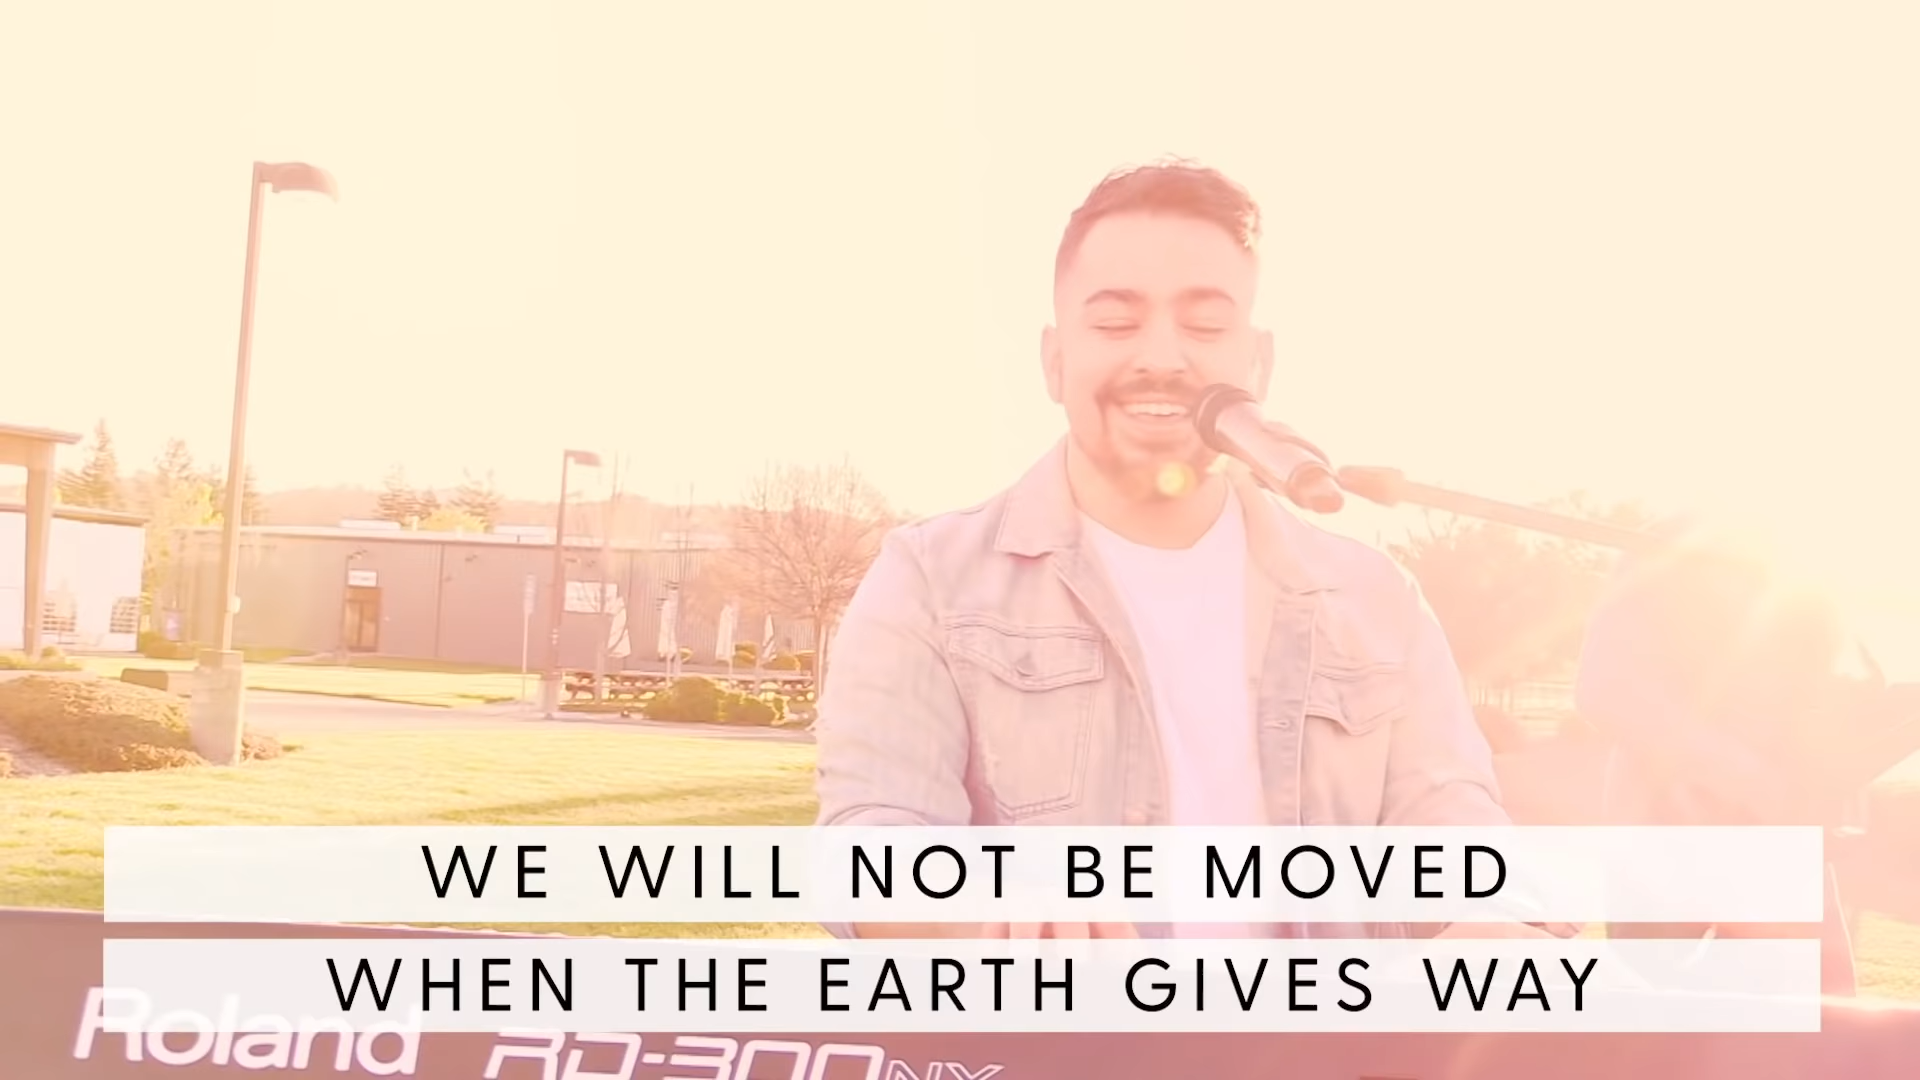 WE WILL NOT BE MOVED
WHEN THE EARTH GIVES WAY
Roland RD-300NX